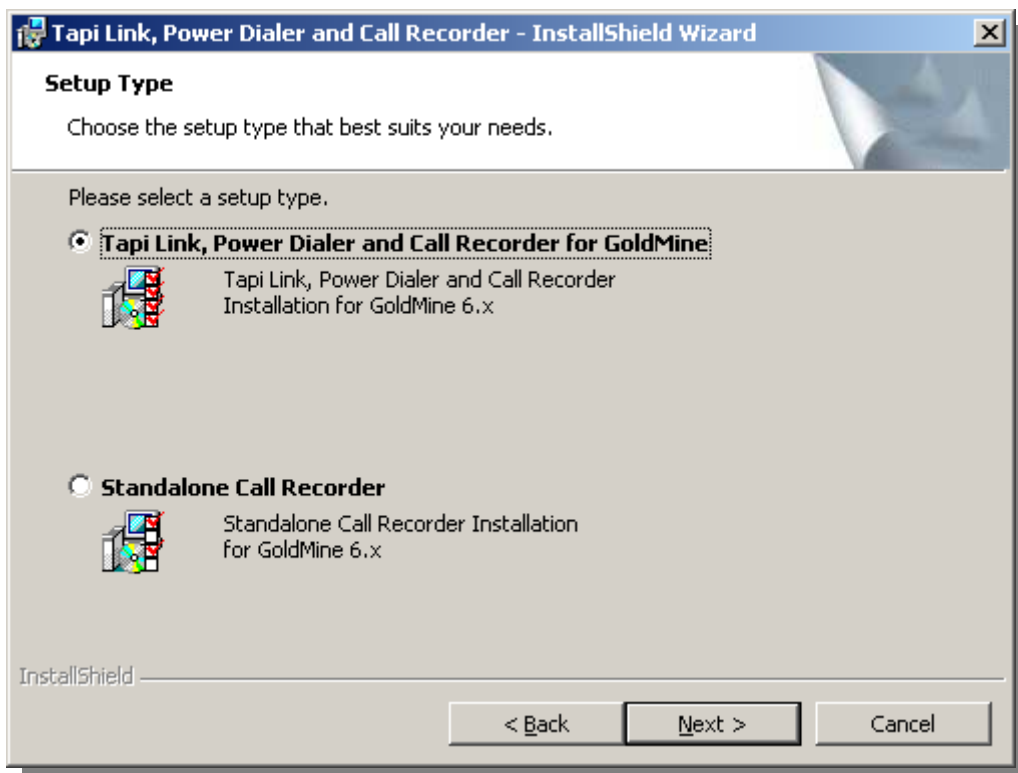 Tapi Link, Power Dialer and Call Recorder - InstallShield Wizard
Setup Type
Choose the setup type that best suits your needs.
Please select a setup type.
Tapi Link, Power Dialer and Call Recorder for GoldMine
Tapi Link, Power Dialer and Call Recorder
Installation for GoldMine 6.x
Standalone Call Recorder
Standalone Call Recorder Installation
for GoldMine 6.x
InstallShield
< Back
Next >
Cancel